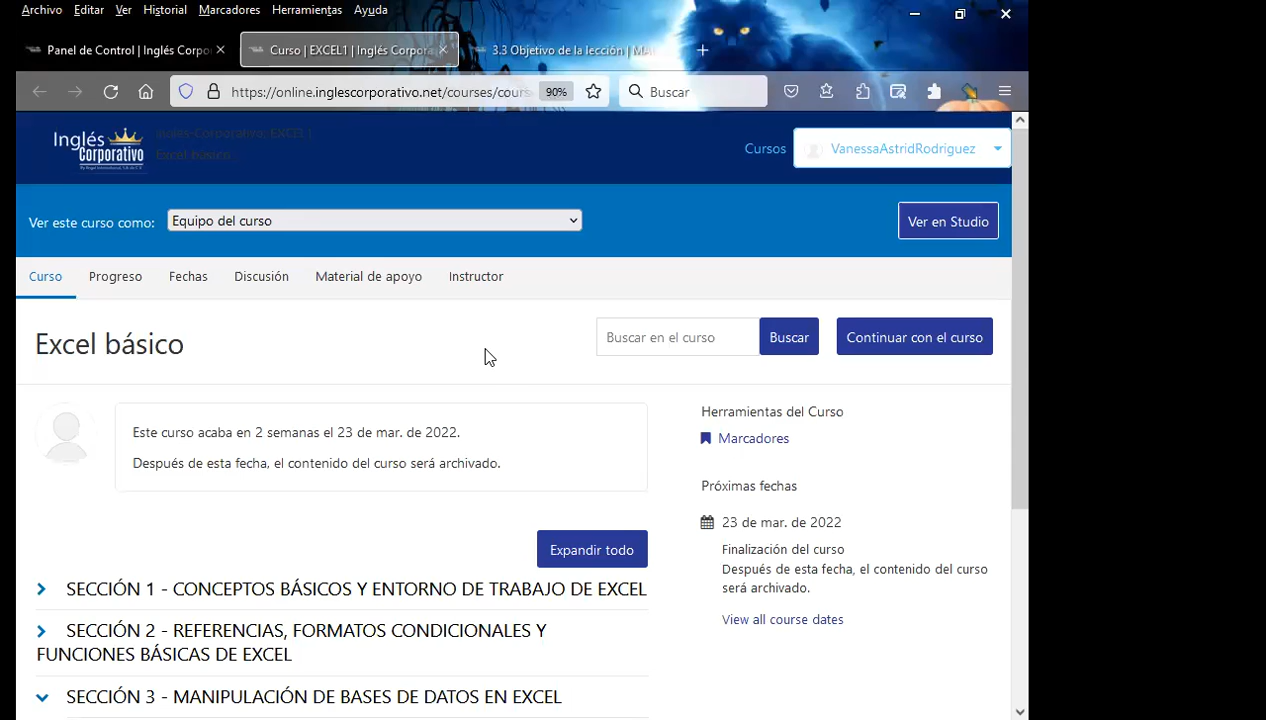 Archivo Editar Ver Historial Marcadores Herramientas Ayuda
Panel de Control | Inglés Corpo
Curso | EXCEL1 | Inglés Corpora
3.3 Objetivo de la lección | MA
https://online.inglescorporativo.net/courses/cours
90%
Buscar
Inglés
Corporativo
Inglés-Corporativo: EXCEL1
Excel básico
Cursos
VanessaAstridRodriguez
Ver este curso como:
Equipo del curso
Ver en Studio
Curso Progreso Fechas Discusión Material de apoyo Instructor
Excel básico
Buscar en el curso
Buscar
Continuar con el curso
Este curso acaba en 2 semanas el 23 de mar. de 2022.
Después de esta fecha, el contenido del curso será archivado.
Herramientas del Curso
Marcadores
Próximas fechas
23 de mar. de 2022
Finalización del curso
Después de esta fecha, el contenido del curso
será archivado.
View all course dates
Expandir todo
SECCIÓN 1 - CONCEPTOS BÁSICOS Y ENTORNO DE TRABAJO DE EXCEL
SECCIÓN 2 - REFERENCIAS, FORMATOS CONDICIONALES Y
FUNCIONES BÁSICAS DE EXCEL
SECCIÓN 3 - MANIPULACIÓN DE BASES DE DATOS EN EXCEL